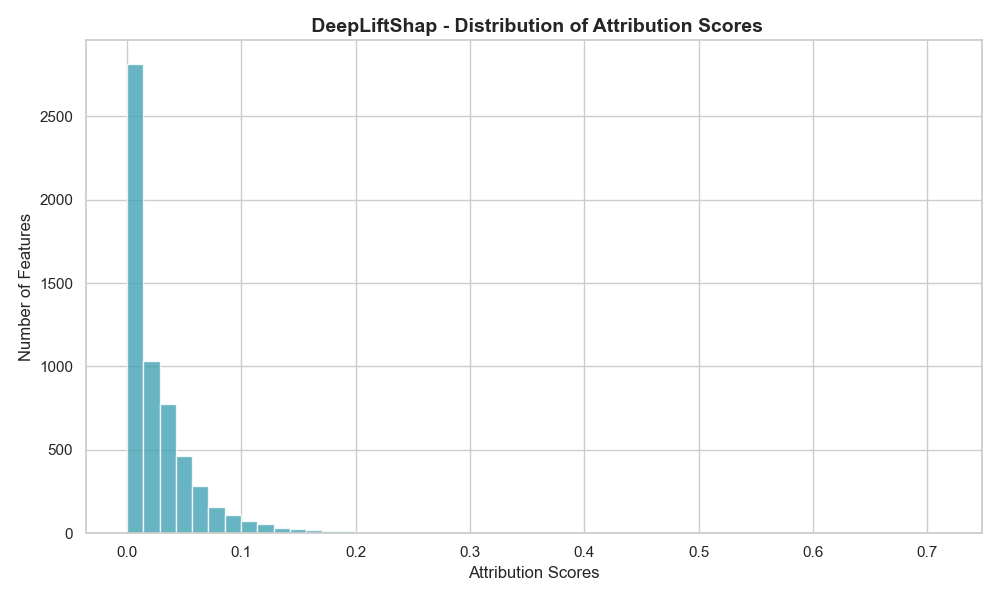 DeepLiftShap - Distribution of Attribution Scores
Number of Features
2500
2000
1500
1000
500
0
0.0 0.1 0.2 0.3 0.4 0.5 0.6 0.7
Attribution Scores